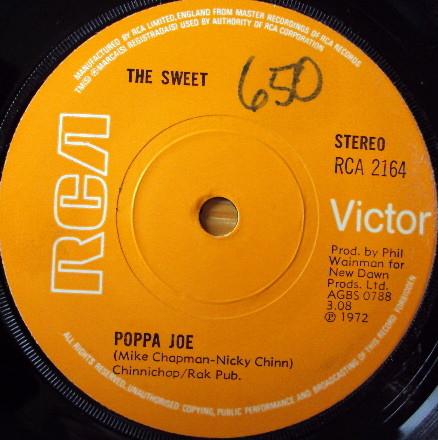 MANUFACTURED BY RCA LIMITED, ENGLAND FROM MASTER RECORDINGS OF RCA RECORDS
TM(S) ® MARCA(S) REGISTRADA(S) USED BY AUTHORITY OF RCA CORPORATION
THE SWEET
650
STEREO
RCA 2164
RCA
Victor
Prod. by Phil
Wainman for
New Dawn
Prods. Ltd.
AGBS 0788
3.08
℗ 1972
POPPA JOE
(Mike Chapman-Nicky Chinn)
Chinnichop/Rak Pub.
ALL RIGHTS RESERVED, UNAUTHORISED COPYING, PUBLIC PERFORMANCE AND BROADCASTING OF THIS RECORD FORBIDDEN